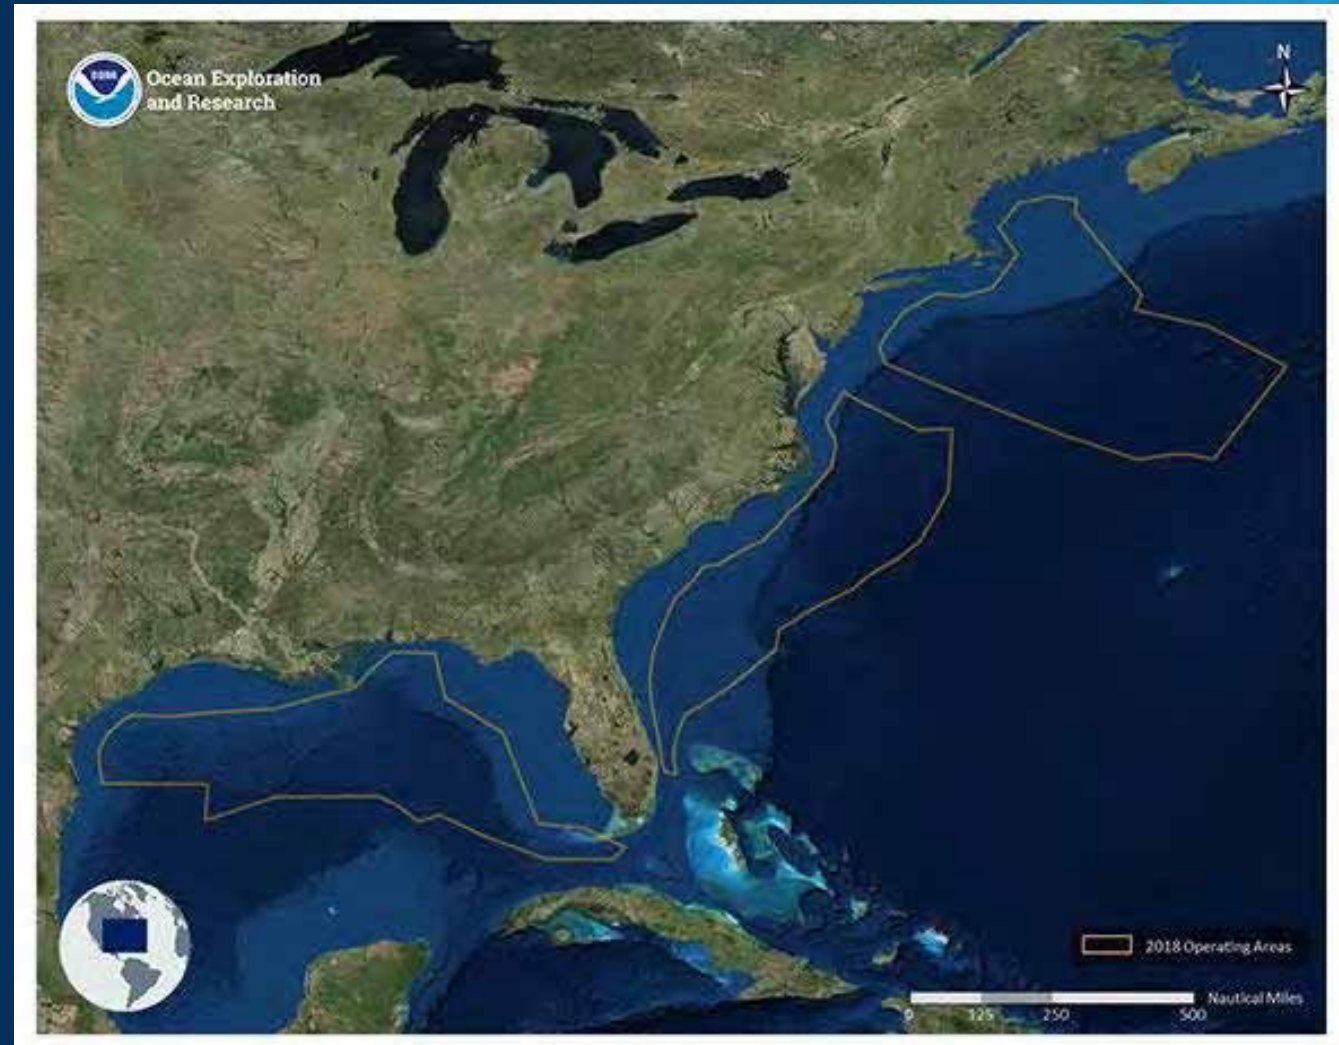 Ocean Exploration
and Research
N
2018 Operating Areas
Nautical Miles
0 125 250 500